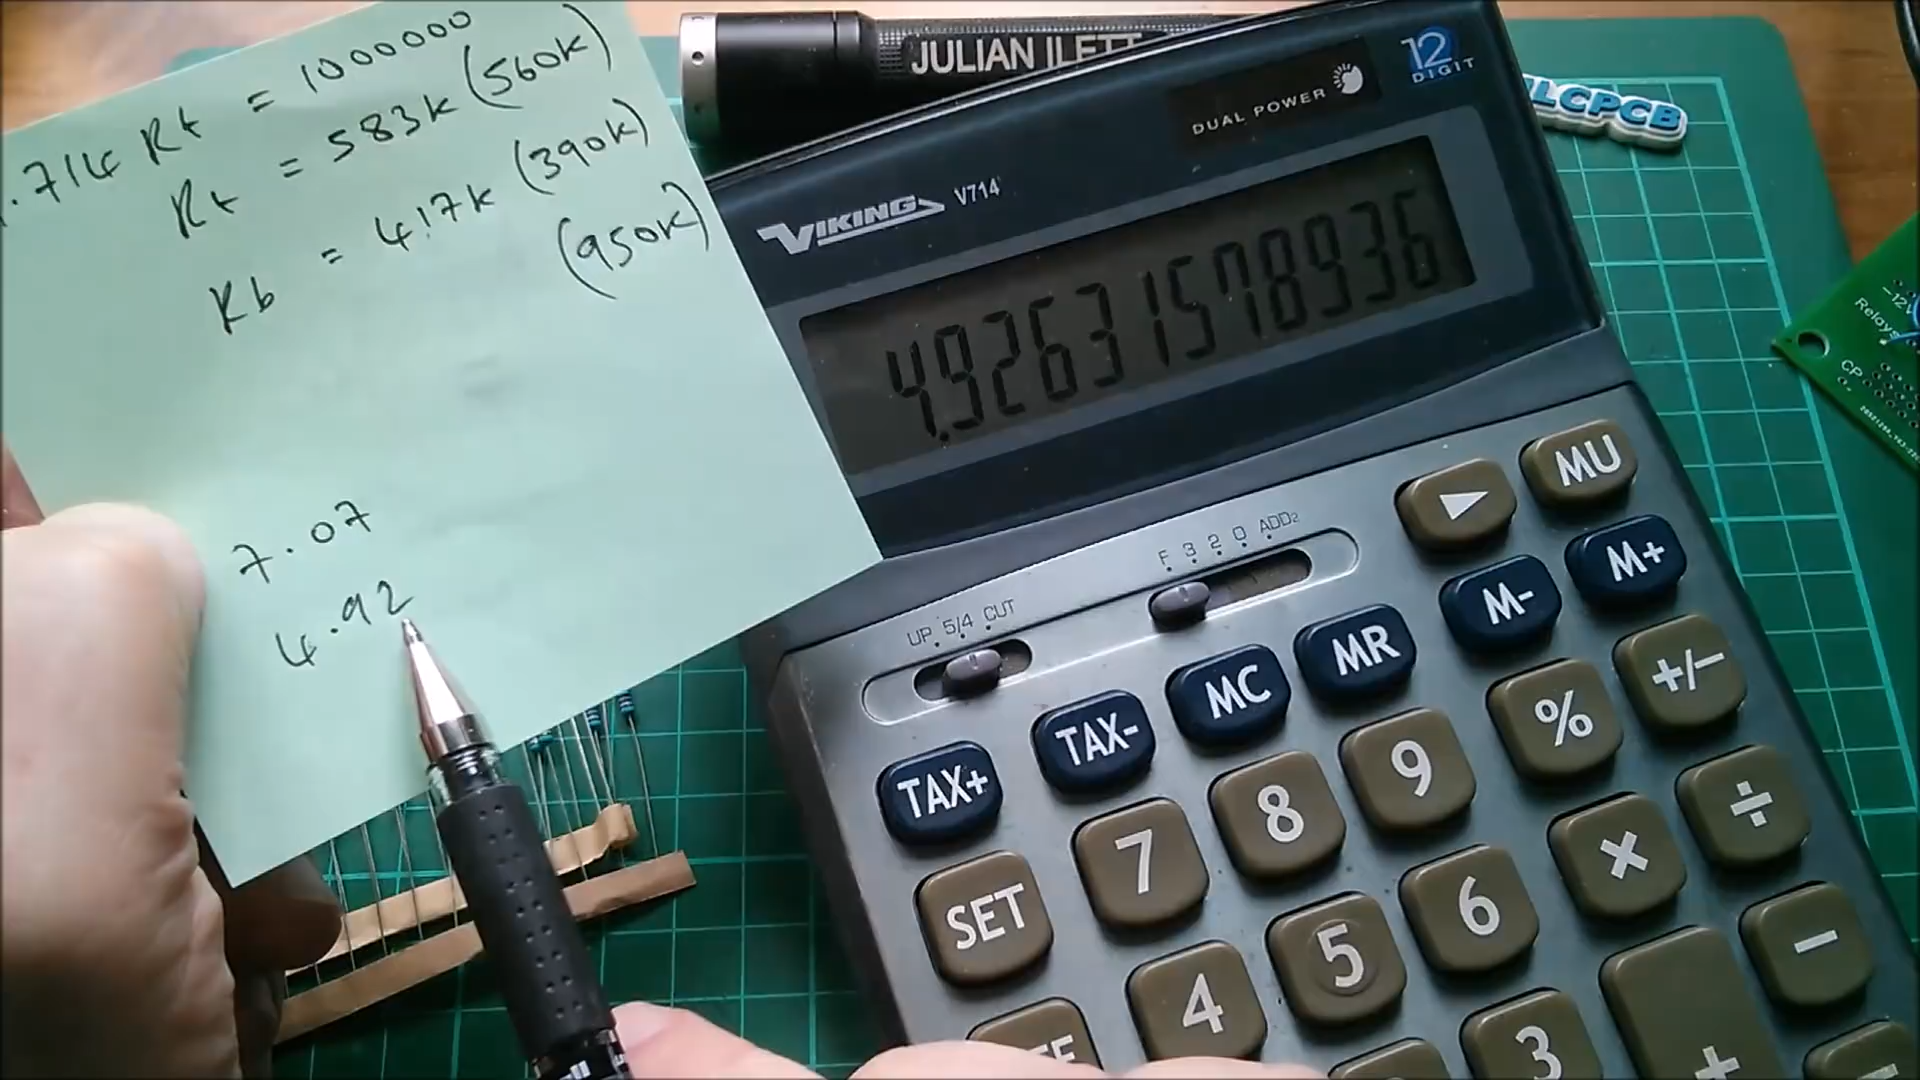 .714 Rt = 1000000
Rt = 583k (560k)
Rb = 417k (390k)
(950k)
7.07
4.92
JULIAN ILETT
12
DIGIT
DUAL POWER
JLCPCB
VIKING V714
4.92631578936
-12V
Relays
CP
F 3 2 0 ADD2
UP 5/4 CUT
MU
M+
M-
MR
MC
TAX-
TAX+
+/-
%
9
8
7
SET
÷
×
6
5
4
-
3
+